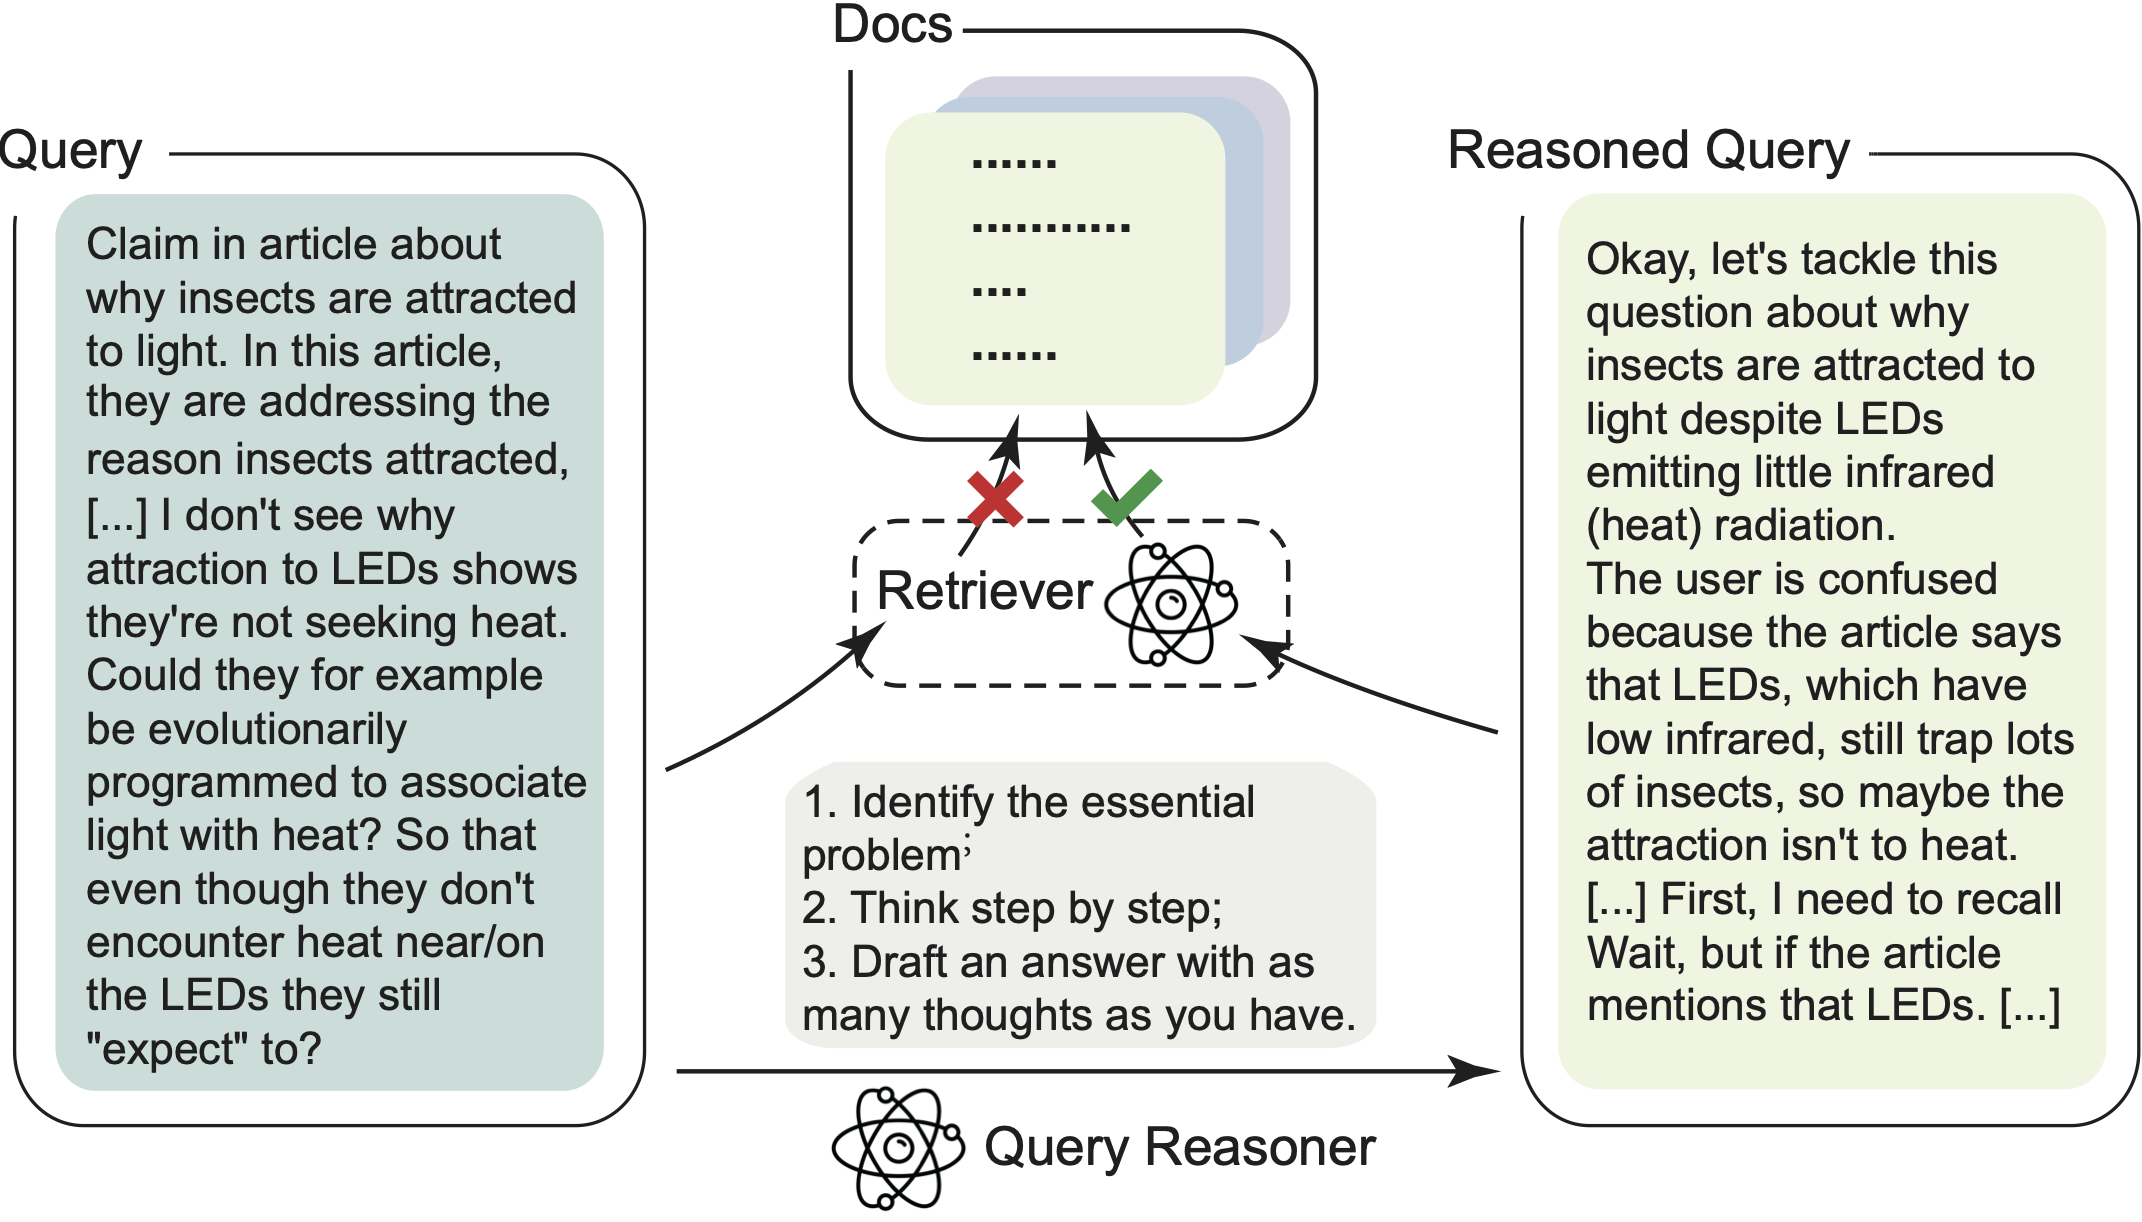 Docs
......
...........
....
......
Query
Claim in article about
why insects are attracted
to light. In this article,
they are addressing the
reason insects attracted,
[...] I don't see why
attraction to LEDs shows
they're not seeking heat.
Could they for example
be evolutionarily
programmed to associate
light with heat? So that
even though they don't
encounter heat near/on
the LEDs they still
"expect" to?
Retriever
1. Identify the essential
problem;
2. Think step by step;
3. Draft an answer with as
many thoughts as you have.
Query Reasoner
Reasoned Query
Okay, let's tackle this
question about why
insects are attracted to
light despite LEDs
emitting little infrared
(heat) radiation.
The user is confused
because the article says
that LEDs, which have
low infrared, still trap lots
of insects, so maybe the
attraction isn't to heat.
[...] First, I need to recall
Wait, but if the article
mentions that LEDs. [...]